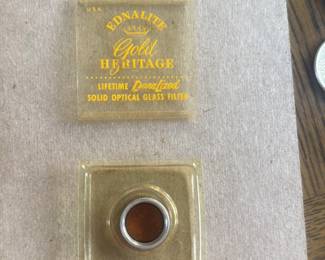 U.S.A.
EDNALITE
Gold
HERITAGE
LIFETIME DuraLized
SOLID OPTICAL GLASS FILTER